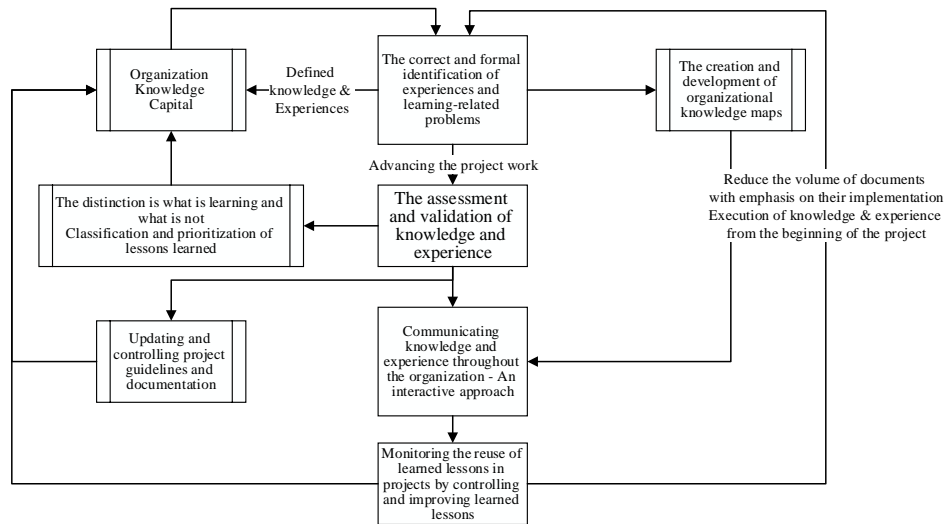 Organization
Knowledge
Capital
Defined
knowledge &
Experiences
The correct and formal
identification of
experiences and
learning-related
problems
The creation and
development of
organizational
knowledge maps
Advancing the project work
Reduce the volume of documents
with emphasis on their implementation
Execution of knowledge & experience
from the beginning of the project
The distinction is what is learning and
what is not
Classification and prioritization of
lessons learned
The assessment
and validation of
knowledge and
experience
Updating and
controlling project
guidelines and
documentation
Communicating
knowledge and
experience throughout
the organization - An
interactive approach
Monitoring the reuse of
learned lessons in
projects by controlling
and improving learned
lessons